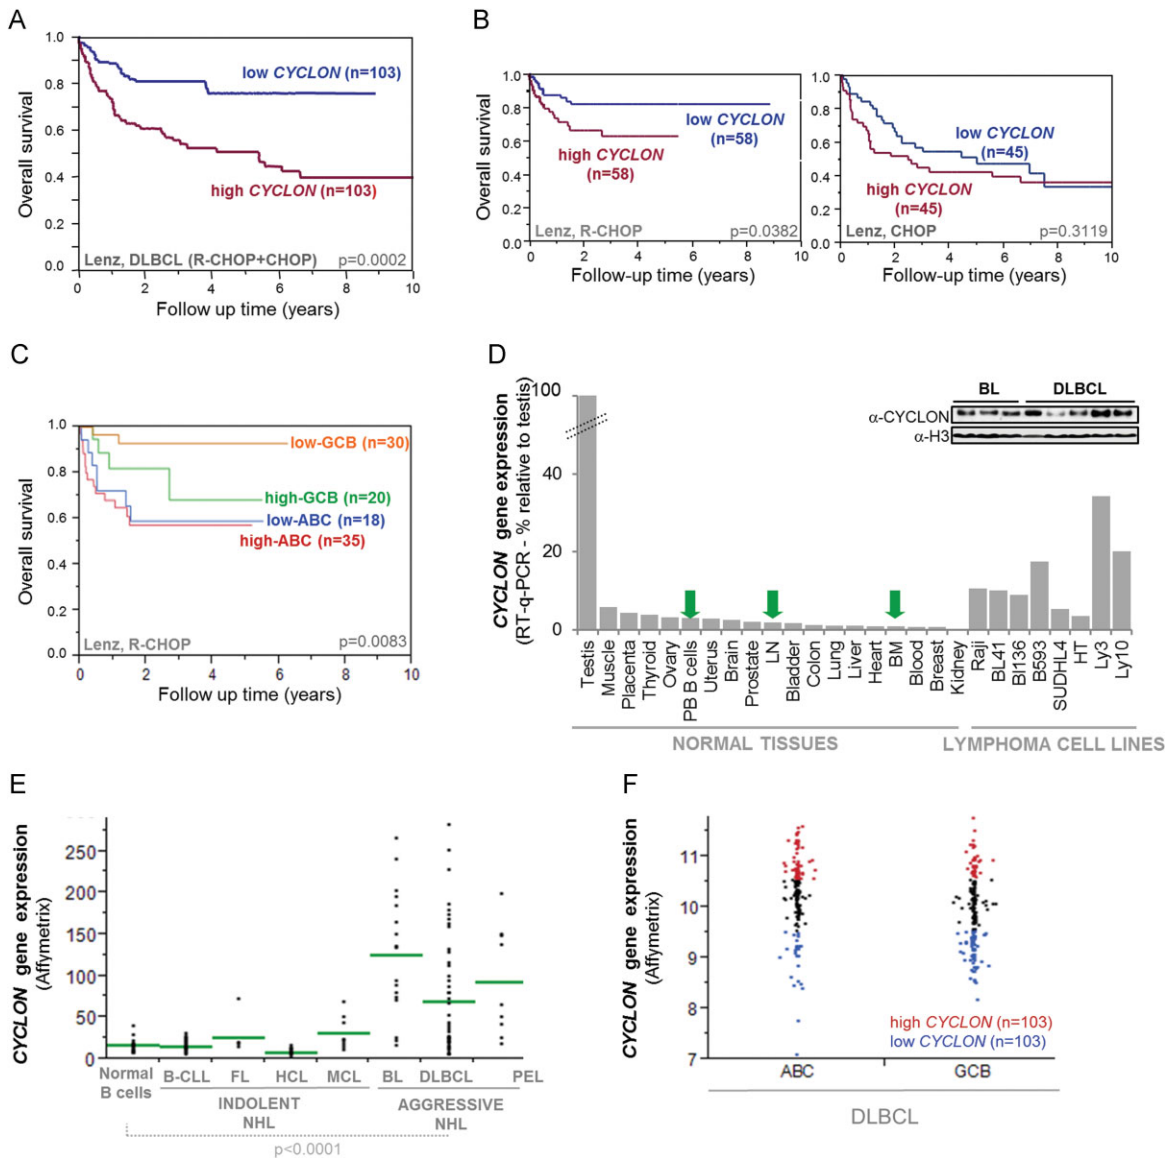 A
Overall survival
1.0
0.8
0.6
0.4
0.2
0.0
low CYCLON (n=103)
high CYCLON (n=103)
Lenz, DLBCL (R-CHOP+CHOP)
p=0.0002
0 2 4 6 8 10
Follow up time (years)
B
Overall survival
1.0
0.8
0.6
0.4
0.2
0.0
low CYCLON
(n=58)
high CYCLON
(n=58)
Lenz, R-CHOP
p=0.0382
0 2 4 6 8 10
Follow-up time (years)
1.0
0.8
0.6
0.4
0.2
0.0
low CYCLON
(n=45)
high CYCLON
(n=45)
Lenz, CHOP
p=0.3119
0 2 4 6 8 10
Follow-up time (years)
C
Overall survival
1.0
0.8
0.6
0.4
0.2
0.0
low-GCB (n=30)
high-GCB (n=20)
low-ABC (n=18)
high-ABC (n=35)
Lenz, R-CHOP
p=0.0083
0 2 4 6 8 10
Follow up time (years)
D
CYCLON gene expression
(RT-q-PCR - % relative to testis)
100
40
20
0
BL DLBCL
α-CYCLON
α-H3
Testis
Muscle
Placenta
Thyroid
Ovary
PB B cells
Uterus
Brain
Prostate
LN
Bladder
Colon
Lung
Liver
Heart
BM
Blood
Breast
Kidney
Raji
BL41
BI136
B593
SUDHL4
HT
Ly3
Ly10
NORMAL TISSUES
LYMPHOMA CELL LINES
E
CYCLON gene expression
(Affymetrix)
250
200
150
100
50
0
Normal
B cells
B-CLL FL HCL MCL BL DLBCL PEL
INDOLENT
NHL
AGGRESSIVE
NHL
p<0.0001
F
CYCLON gene expression
(Affymetrix)
11
10
9
8
7
high CYCLON (n=103)
low CYCLON (n=103)
ABC GCB
DLBCL